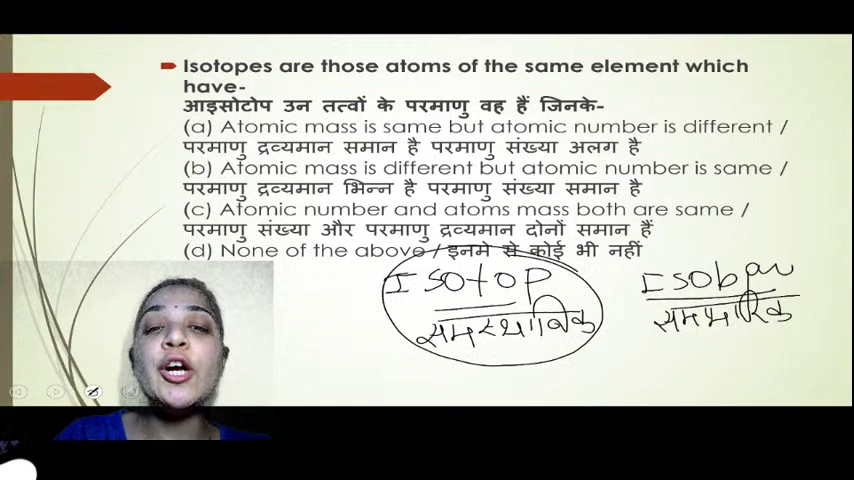 Isotopes are those atoms of the same element which
have-
आइसोटोप उन तत्वों के परमाणु वह हैं जिनके-
(a) Atomic mass is same but atomic number is different /
परमाणु द्रव्यमान समान है परमाणु संख्या अलग है
(b) Atomic mass is different but atomic number is same /
परमाणु द्रव्यमान भिन्न है परमाणु संख्या समान है
(c) Atomic number and atoms mass both are same /
परमाणु संख्या और परमाणु द्रव्यमान दोनों समान हैं
(d) None of the above / इनमे से कोई भी नहीं
Isotop Isobar
समस्थानिक समभारिक